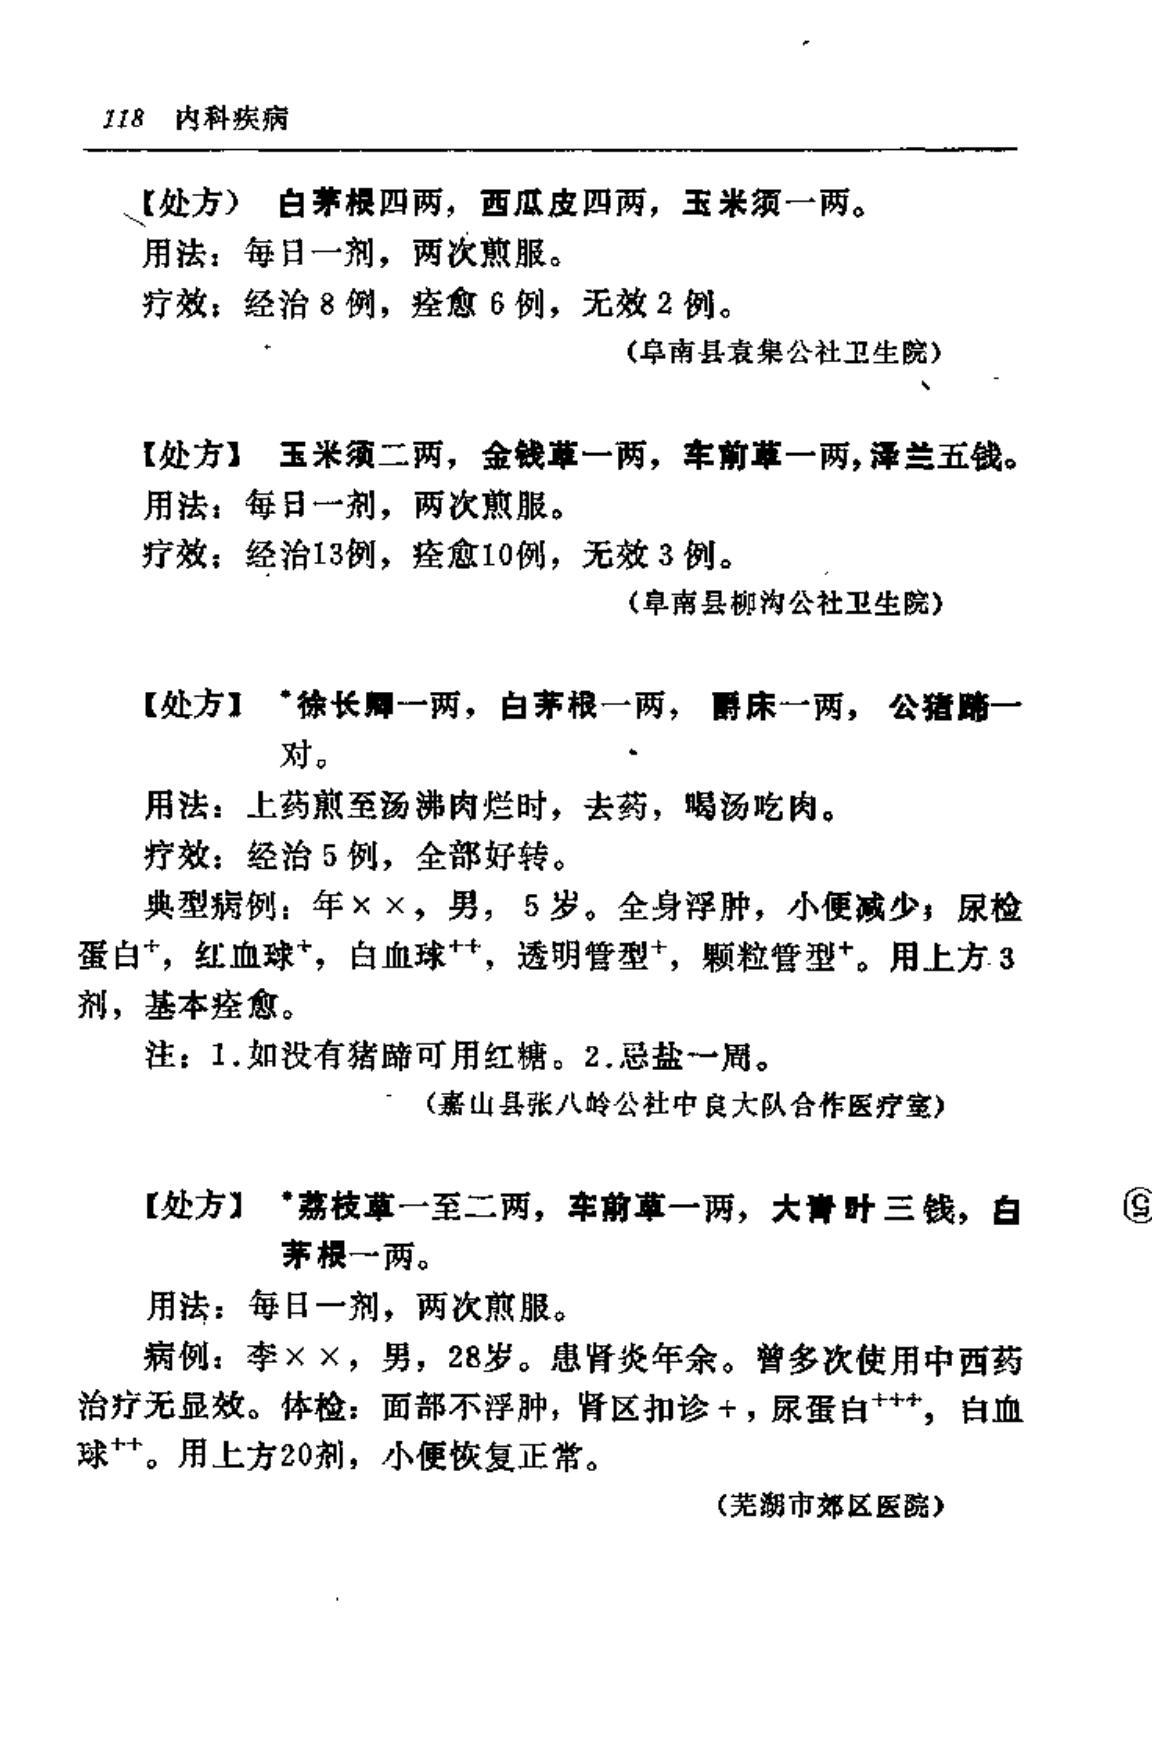 118 内科疾病
【处方） 白茅根四两，西瓜皮四两，玉米须一两。
用法：每日一剂，两次煎服。
疗效：经治8例，痊愈6例，无效2例。
（阜南县袁集公社卫生院）
【处方】 玉米须二两，金钱草一两，车前草一两，泽兰五钱。
用法：每日一剂，两次煎服。
疗效：经治13例，痊愈10例，无效3例。
（阜南县柳沟公社卫生院）
【处方】 *徐长卿一两，白茅根一两，爵床一两，公猪蹄一
对。
用法：上药煎至汤沸肉烂时，去药，喝汤吃肉。
疗效：经治5例，全部好转。
典型病例：年××，男，5岁。全身浮肿，小便减少；尿检
蛋白⁺，红血球⁺，白血球⁺⁺，透明管型⁺，颗粒管型⁺。用上方3
剂，基本痊愈。
注：1.如没有猪蹄可用红糖。2.忌盐一周。
（嘉山县张八岭公社中良大队合作医疗室）
【处方】 *荔枝草一至二两，车前草一两，大青叶三钱，白
茅根一两。
用法：每日一剂，两次煎服。
病例：李××，男，28岁。患肾炎年余。曾多次使用中西药
治疗无显效。体检：面部不浮肿，肾区扣诊+，尿蛋白⁺⁺⁺，白血
球⁺⁺。用上方20剂，小便恢复正常。
（芜湖市郊区医院）